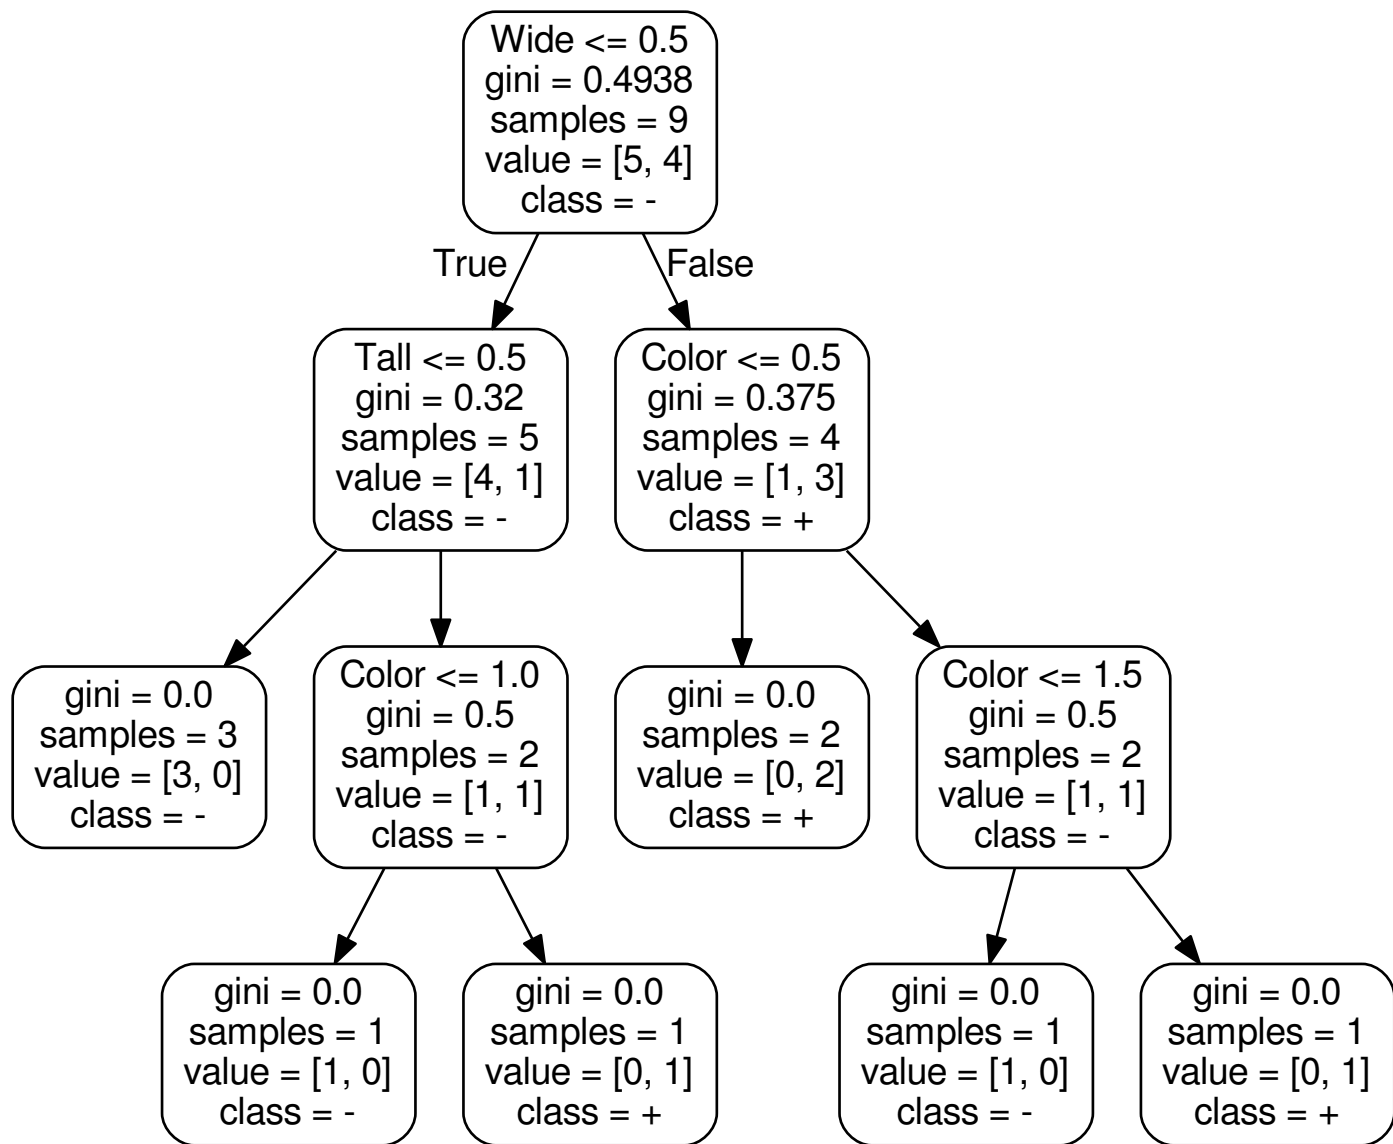 Wide <= 0.5
gini = 0.4938
samples = 9
value = [5, 4]
class = -
True
False
Tall <= 0.5
gini = 0.32
samples = 5
value = [4, 1]
class = -
Color <= 0.5
gini = 0.375
samples = 4
value = [1, 3]
class = +
gini = 0.0
samples = 3
value = [3, 0]
class = -
Color <= 1.0
gini = 0.5
samples = 2
value = [1, 1]
class = -
gini = 0.0
samples = 2
value = [0, 2]
class = +
Color <= 1.5
gini = 0.5
samples = 2
value = [1, 1]
class = -
gini = 0.0
samples = 1
value = [1, 0]
class = -
gini = 0.0
samples = 1
value = [0, 1]
class = +
gini = 0.0
samples = 1
value = [1, 0]
class = -
gini = 0.0
samples = 1
value = [0, 1]
class = +